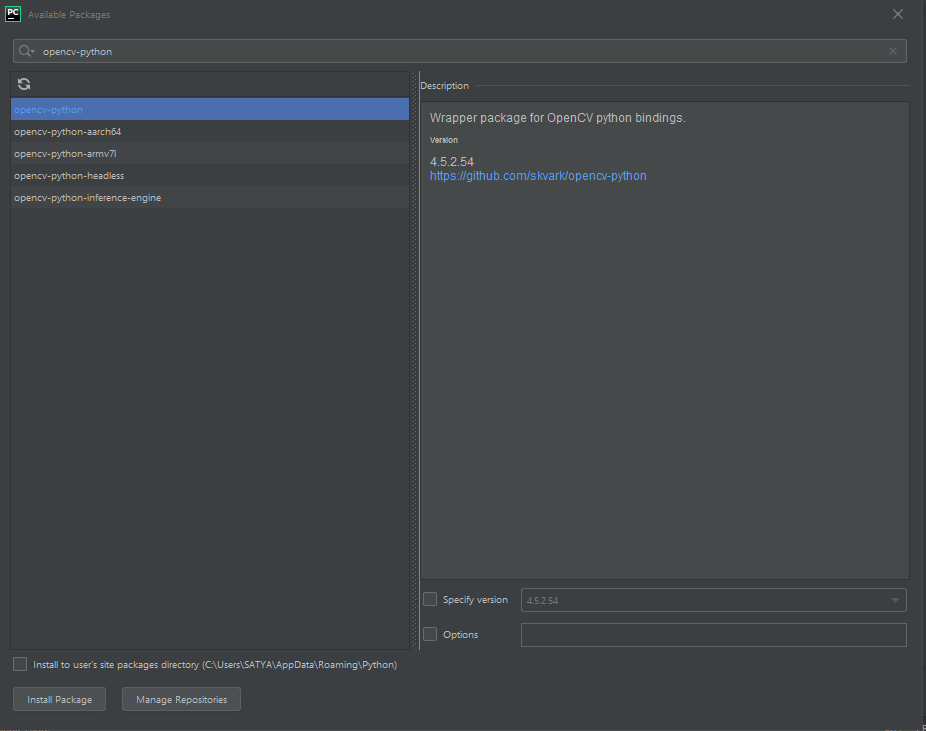 PC
Available Packages
opencv-python
opencv-python
opencv-python-aarch64
opencv-python-armv7l
opencv-python-headless
opencv-python-inference-engine
Description
Wrapper package for OpenCV python bindings.
Version
4.5.2.54
https://github.com/skvark/opencv-python
Specify version
4.5.2.54
Options
Install to user's site packages directory (C:\Users\SATYA\AppData\Roaming\Python)
Install Package
Manage Repositories